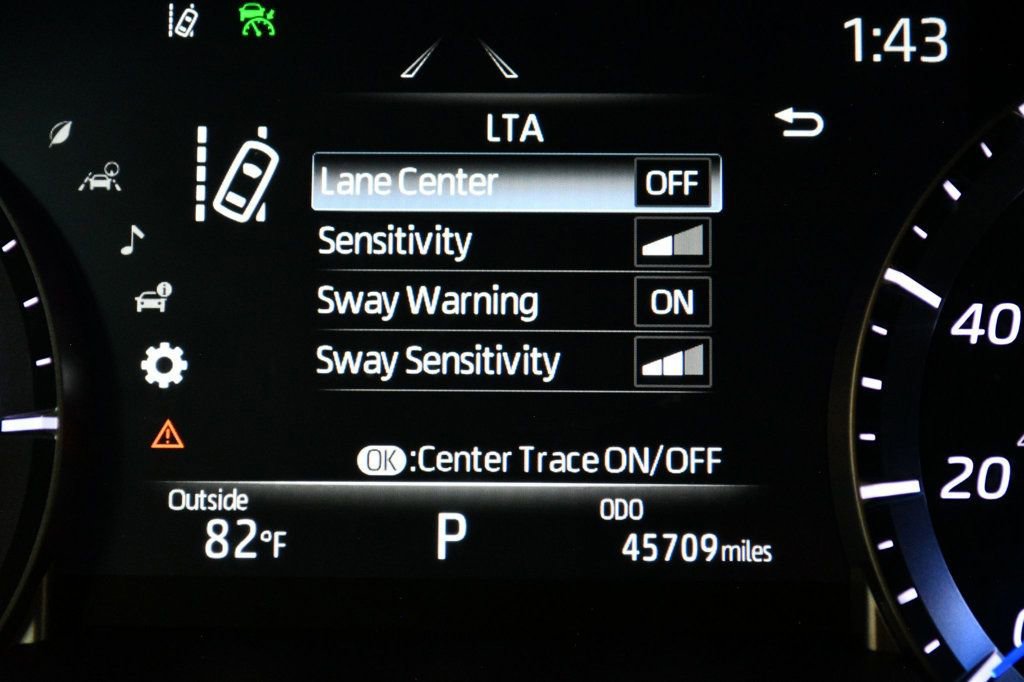 1:43
LTA
Lane Center OFF
Sensitivity
Sway Warning ON
Sway Sensitivity
OK:Center Trace ON/OFF
Outside
82°F
P
ODO
45709 miles
40
20